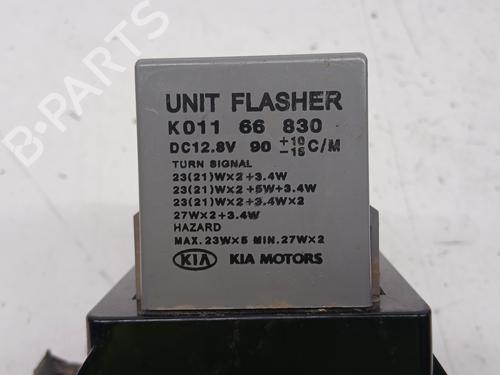 UNIT FLASHER
K011 66 830
DC12.8V 90 +10 -15 C/M
TURN SIGNAL
23(21)W×2+3.4W
23(21)W×2+5W+3.4W
23(21)W×2+3.4W×2
27W×2+3.4W
HAZARD
MAX.23W×5 MIN.27W×2
KIA KIA MOTORS
B-PARTS